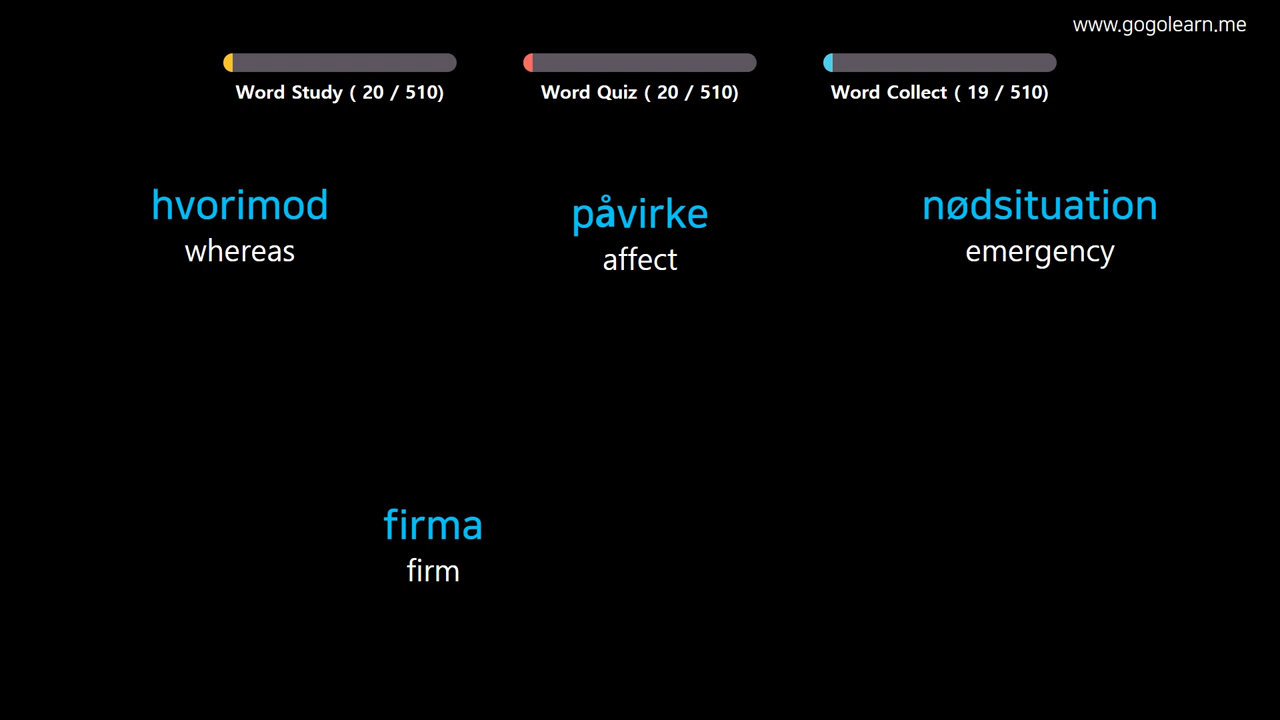 www.gogolearn.me
Word Study ( 20 / 510)
Word Quiz ( 20 / 510)
Word Collect ( 19 / 510)
hvorimod
whereas
påvirke
affect
nødsituation
emergency
firma
firm